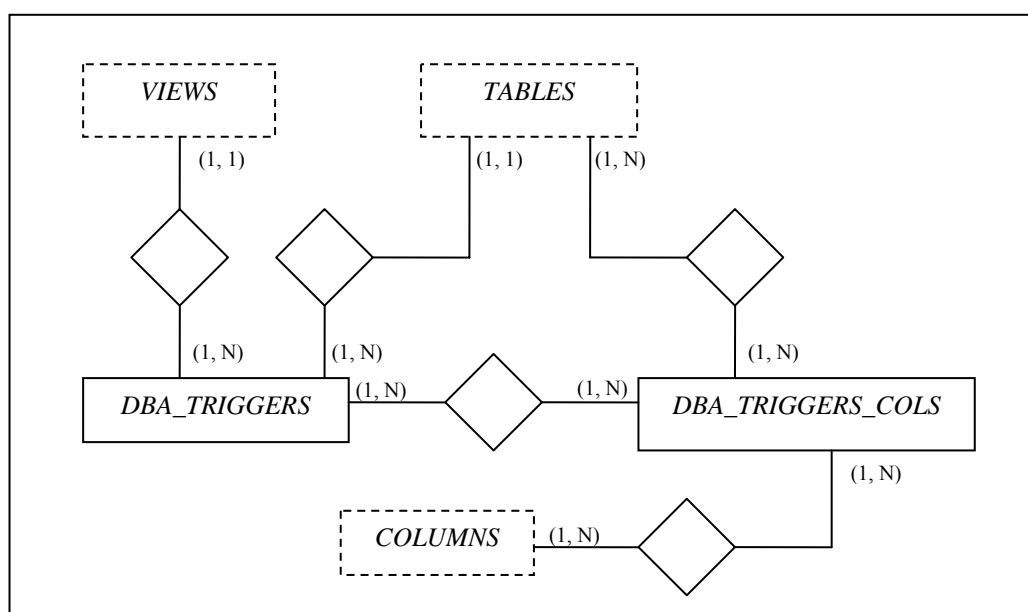 VIEWS
TABLES
(1, 1)
(1, 1)
(1, N)
(1, N)
(1, N)
(1, N)
DBA_TRIGGERS
(1, N)
(1, N)
DBA_TRIGGERS_COLS
(1, N)
COLUMNS
(1, N)